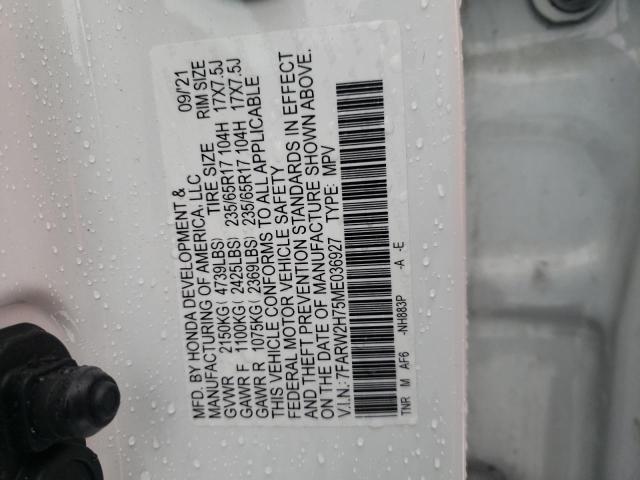 MFD. BY HONDA DEVELOPMENT & 09/21
MANUFACTURING OF AMERICA, LLC
TIRE SIZE RIM SIZE
GVWR 2150KG( 4739LBS) 235/65R17 104H 17X7.5J
GAWR F 1100KG( 2425LBS) 235/65R17 104H 17X7.5J
GAWR R 1075KG( 2369LBS)
THIS VEHICLE CONFORMS TO ALL APPLICABLE
FEDERAL MOTOR VEHICLE SAFETY
AND THEFT PREVENTION STANDARDS IN EFFECT
ON THE DATE OF MANUFACTURE SHOWN ABOVE.
V.I.N.: 7FARW2H75ME036927 TYPE: MPV
TNR M AF6 -NH883P -A -E